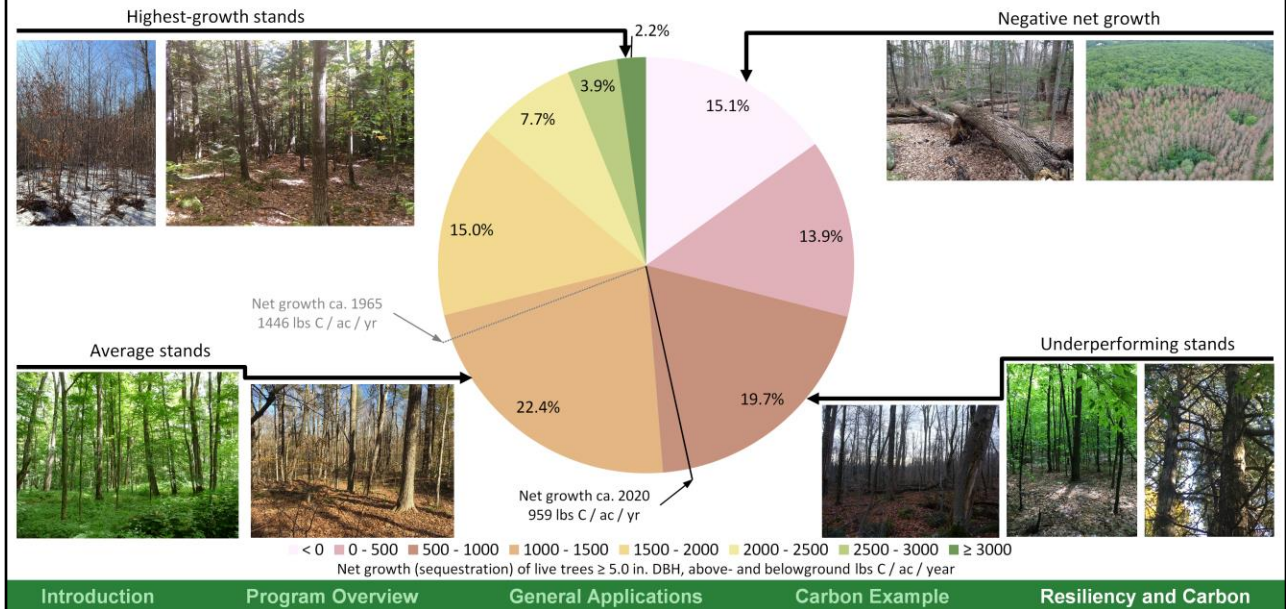 Highest-growth stands
Negative net growth
2.2%
3.9%
15.1%
7.7%
13.9%
15.0%
Net growth ca. 1965
1446 lbs C / ac / yr
Average stands
Underperforming stands
22.4%
19.7%
Net growth ca. 2020
959 lbs C / ac / yr
< 0 0 - 500 500 - 1000 1000 - 1500 1500 - 2000 2000 - 2500 2500 - 3000 ≥ 3000
Net growth (sequestration) of live trees ≥ 5.0 in. DBH, above- and belowground lbs C / ac / year
Introduction Program Overview General Applications Carbon Example Resiliency and Carbon